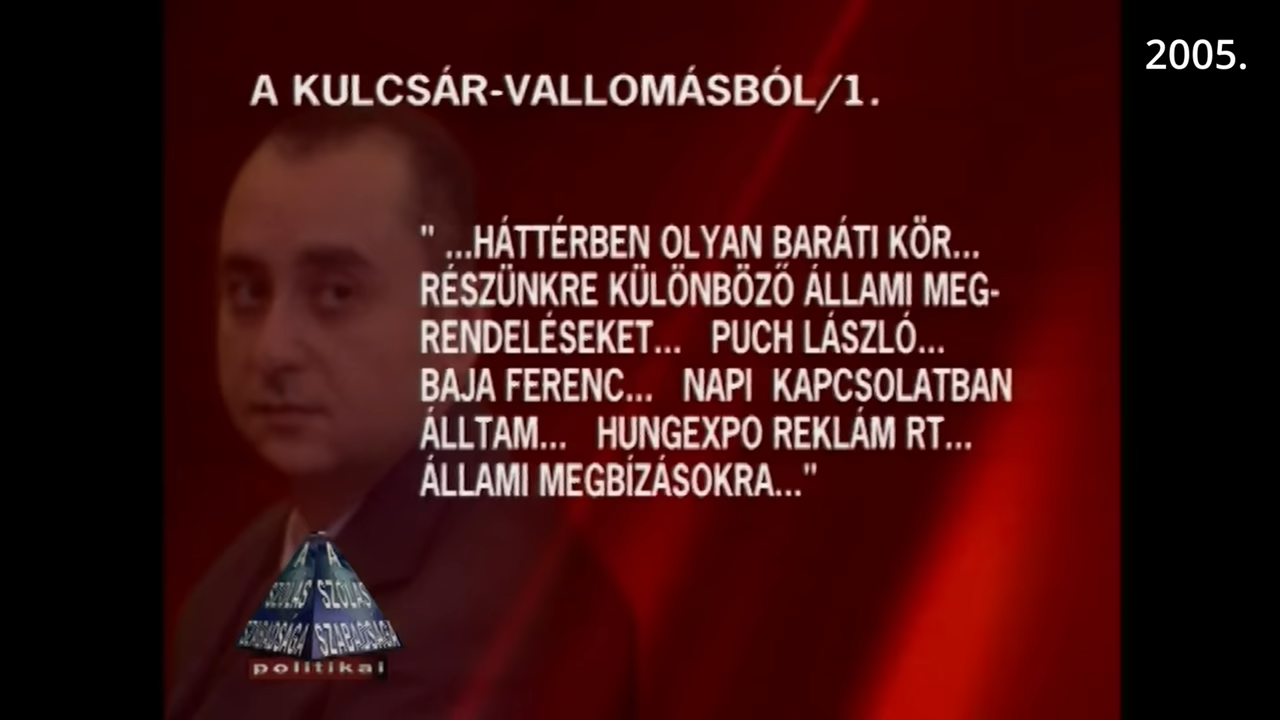 2005.
A KULCSÁR-VALLOMÁSBÓL/1.
" ...HÁTTÉRBEN OLYAN BARÁTI KÖR...
RÉSZÜNKRE KÜLÖNBÖZŐ ÁLLAMI MEG-
RENDELÉSEKET... PUCH LÁSZLÓ...
BAJA FERENC... NAPI KAPCSOLATBAN
ÁLLTAM... HUNGEXPO REKLÁM RT...
ÁLLAMI MEGBÍZÁSOKRA..."
A A
SZÓLÁS SZÓLÁS
SZABADSÁGA SZABADSÁGA
politikai